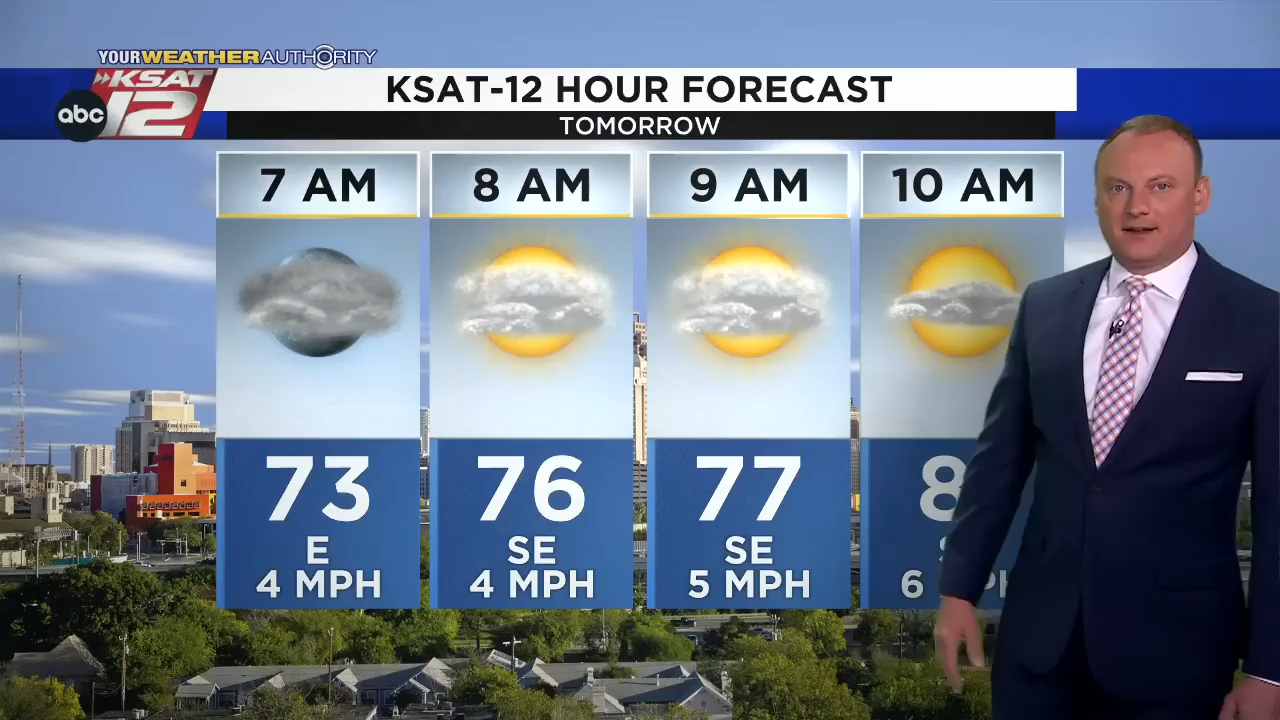 YOUR WEATHER AUTHORITY
KSAT
12
abc
KSAT-12 HOUR FORECAST
TOMORROW
7 AM
8 AM
9 AM
10 AM
73
76
77
E
SE
SE
4 MPH
4 MPH
5 MPH
6